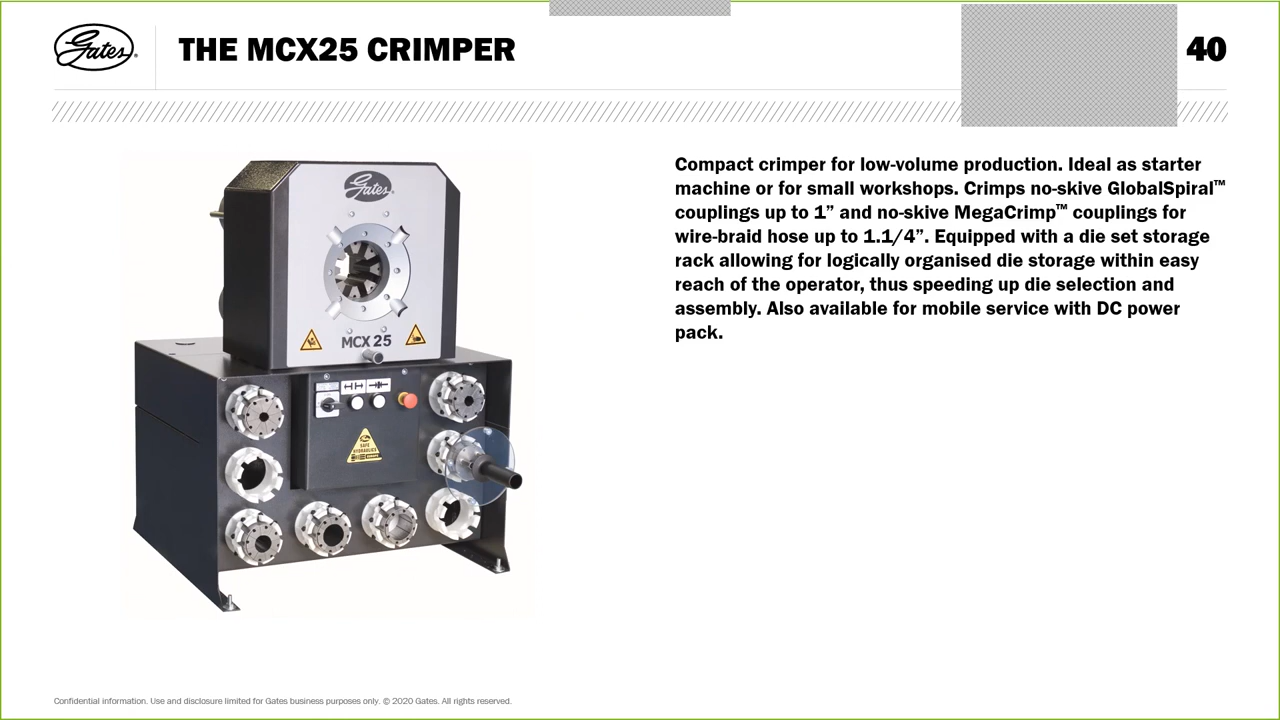 Gates
THE MCX25 CRIMPER
40
Compact crimper for low-volume production. Ideal as starter
machine or for small workshops. Crimps no-skive GlobalSpiral™
couplings up to 1” and no-skive MegaCrimp™ couplings for
wire-braid hose up to 1.1/4”. Equipped with a die set storage
rack allowing for logically organised die storage within easy
reach of the operator, thus speeding up die selection and
assembly. Also available for mobile service with DC power
pack.
Gates
MCX 25
SAFE
HYDRAULICS
Confidential information. Use and disclosure limited for Gates business purposes only. © 2020 Gates. All rights reserved.